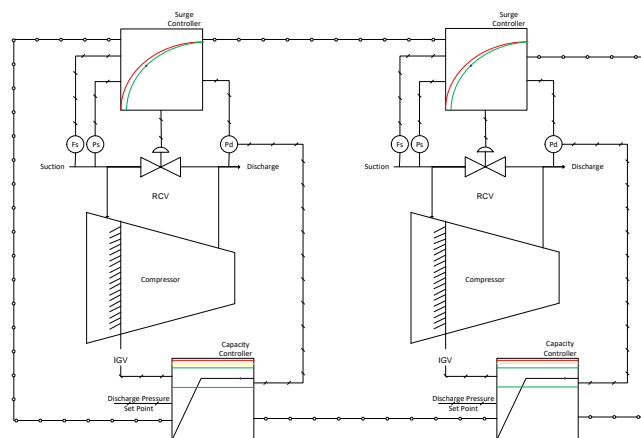 Surge
Controller
Surge
Controller
Fs
Ps
Pd
Fs
Ps
Pd
Suction
Discharge
Suction
Discharge
RCV
RCV
Compressor
Compressor
IGV
Capacity
Controller
IGV
Capacity
Controller
Discharge Pressure
Set Point
Discharge Pressure
Set Point